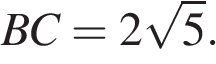 BC = 2√5.